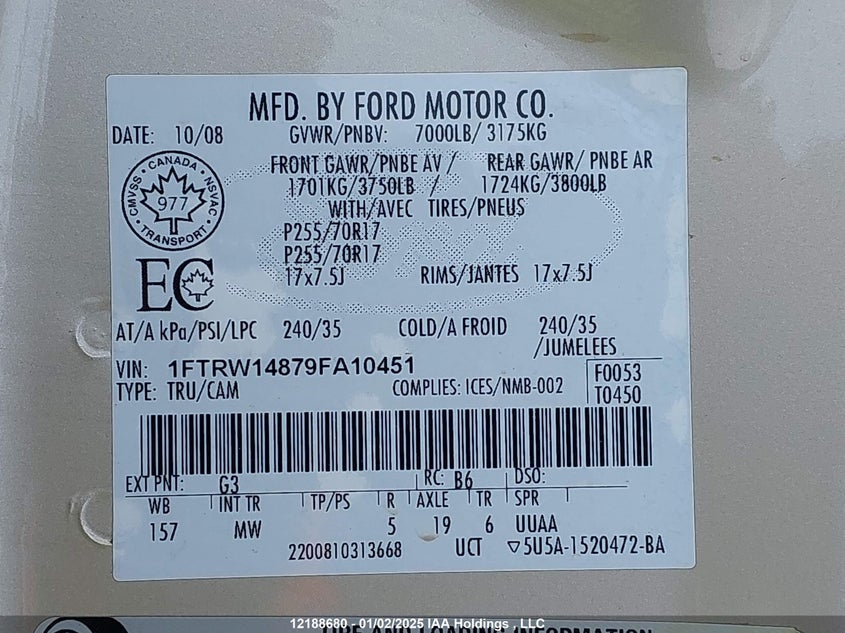 MFD. BY FORD MOTOR CO.
DATE: 10/08 GVWR/PNBV: 7000LB/ 3175KG
FRONT GAWR/PNBE AV / REAR GAWR/ PNBE AR
1701KG/3750LB / 1724KG/3800LB
WITH/AVEC TIRES/PNEUS
P255/70R17
P255/70R17
17x7.5J RIMS/JANTES 17x7.5J
CANADA
CMVSS 977 NSVAC
TRANSPORT
EC
AT/A kPa/PSI/LPC 240/35 COLD/A FROID 240/35
/JUMELEES
VIN: 1FTRW14879FA10451
TYPE: TRU/CAM COMPLIES: ICES/NMB-002
F0053
T0450
EXT PNT: G3 RC: B6 DSO:
WB INT TR TP/PS R AXLE TR SPR
157 MW 5 19 6 UUAA
2200810313668 UCT ▽5U5A-1520472-BA
TIRE AND LOADING INFORMATION
12188680 - 01/02/2025 IAA Holdings , LLC